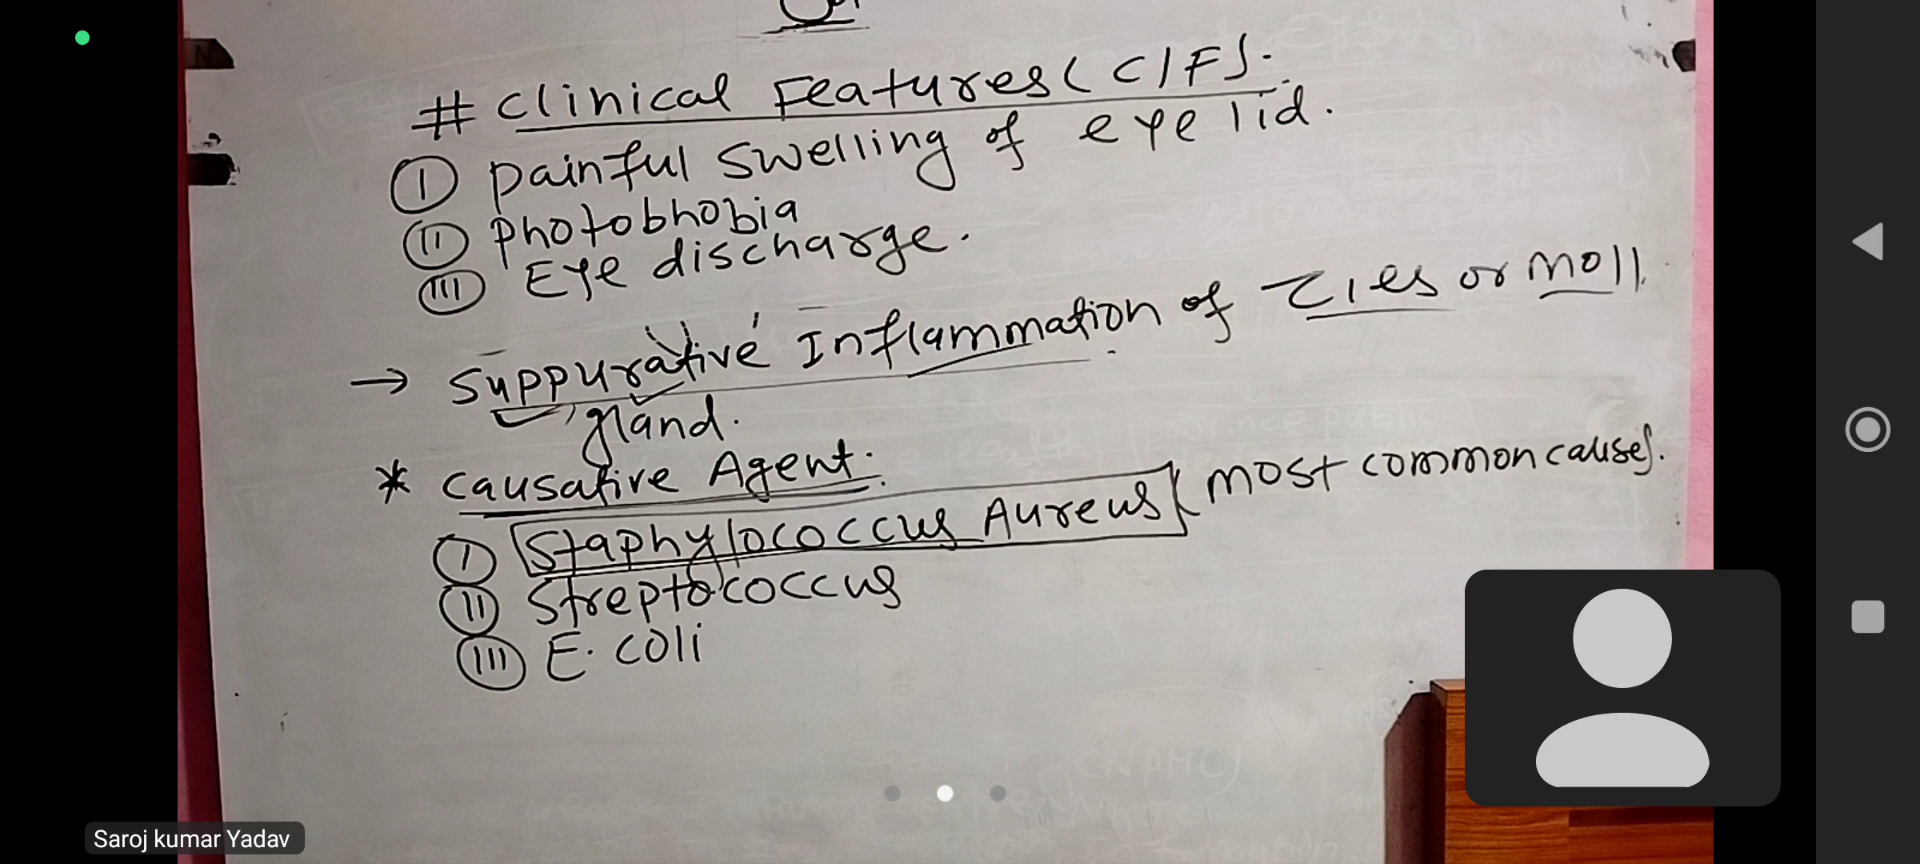 # Clinical Features (C/F).
(I) painful swelling of eye lid.
(II) photobhobia
(III) Eye discharge.
→ Suppurative Inflammation of Zies or Moll
gland.
* Causative Agent:
(I) Staphylococcus Aureus (most common cause).
(II) Streptococcus
(III) E. coli
Saroj kumar Yadav